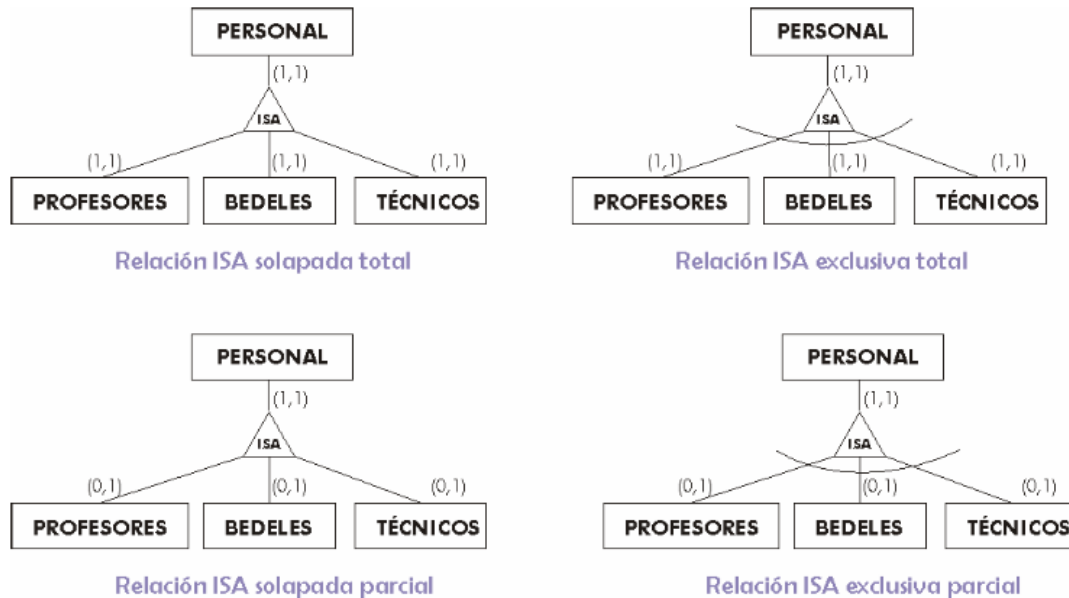 PERSONAL
(1,1)
ISA
(1,1)
(1,1)
(1,1)
PROFESORES
BEDELES
TÉCNICOS
Relación ISA solapada total
PERSONAL
(1,1)
ISA
(1,1)
(1,1)
(1,1)
PROFESORES
BEDELES
TÉCNICOS
Relación ISA exclusiva total
PERSONAL
(1,1)
ISA
(0,1)
(0,1)
(0,1)
PROFESORES
BEDELES
TÉCNICOS
Relación ISA solapada parcial
PERSONAL
(1,1)
ISA
(0,1)
(0,1)
(0,1)
PROFESORES
BEDELES
TÉCNICOS
Relación ISA exclusiva parcial